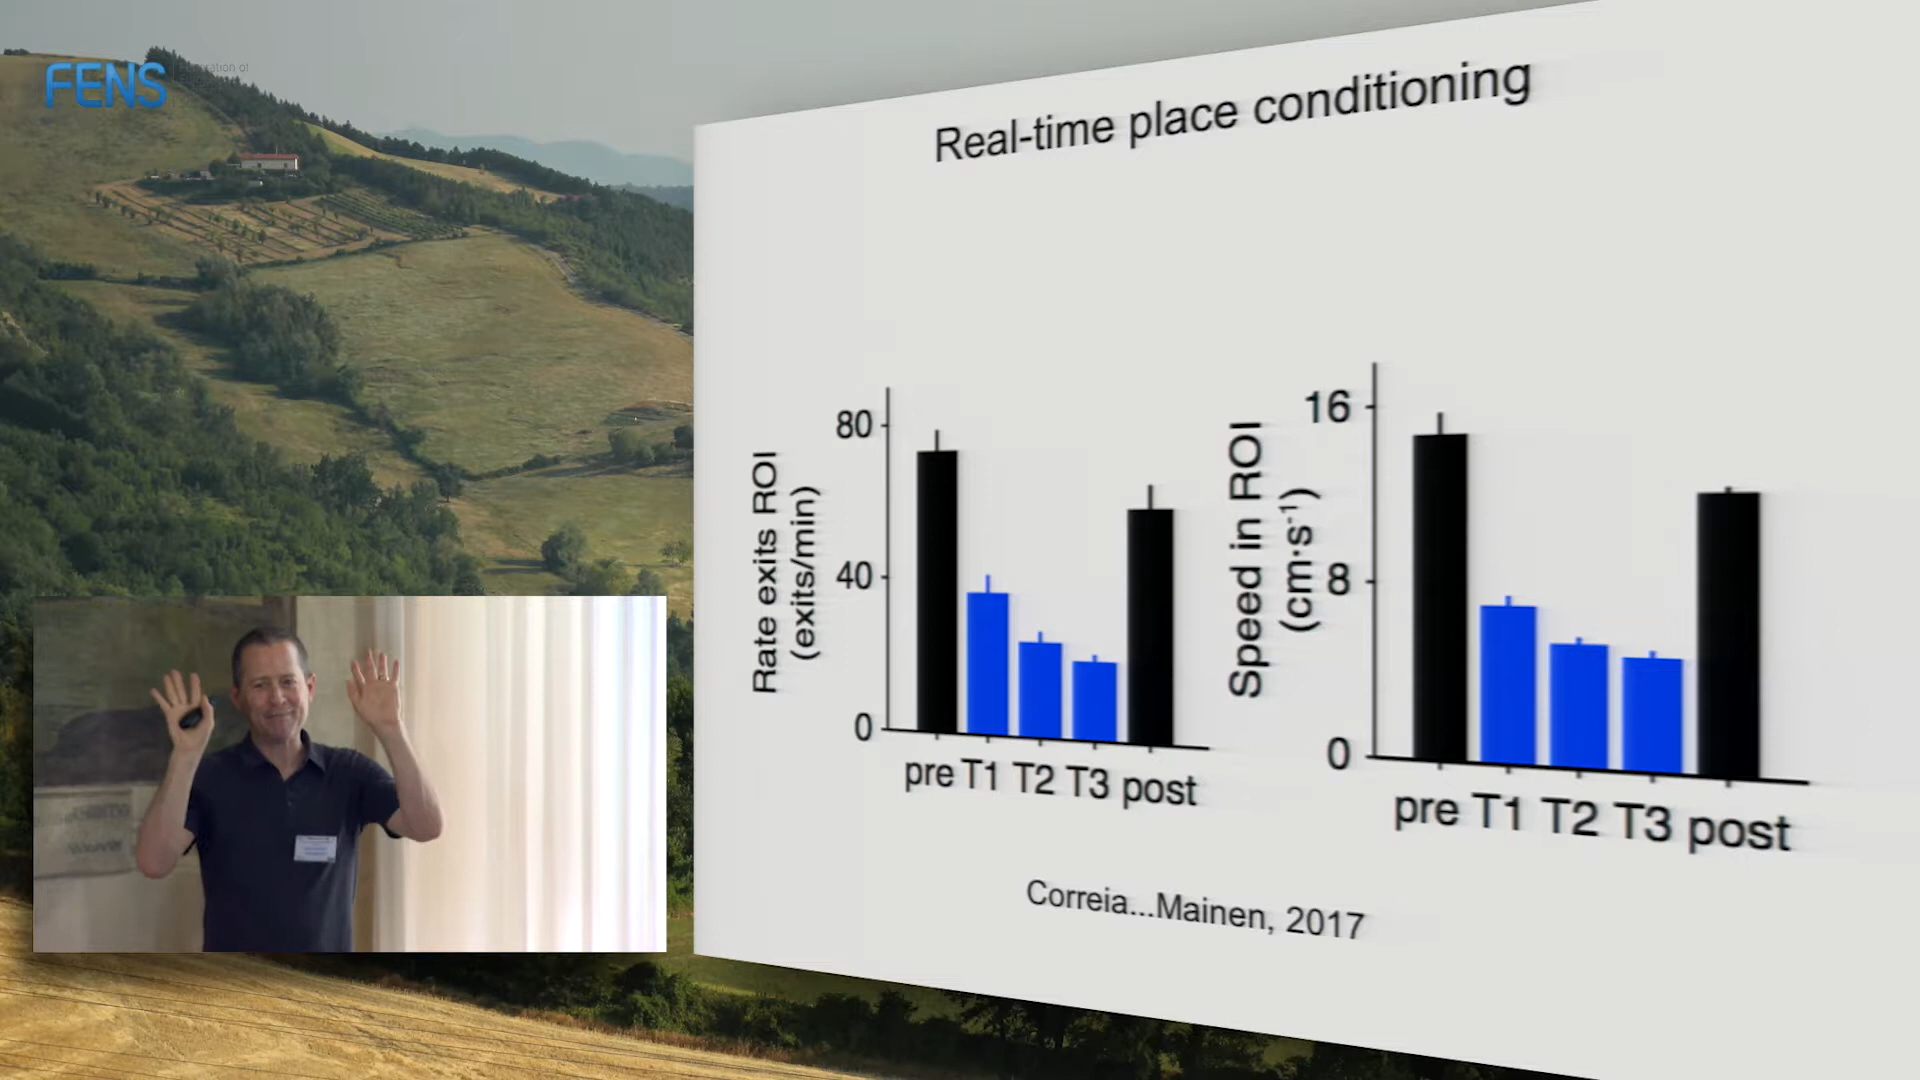 FENS
Real-time place conditioning
Rate exits ROI
(exits/min)
80
40
0
pre T1 T2 T3 post
Speed in ROI
(cm·s⁻¹)
16
8
0
pre T1 T2 T3 post
Correia...Mainen, 2017